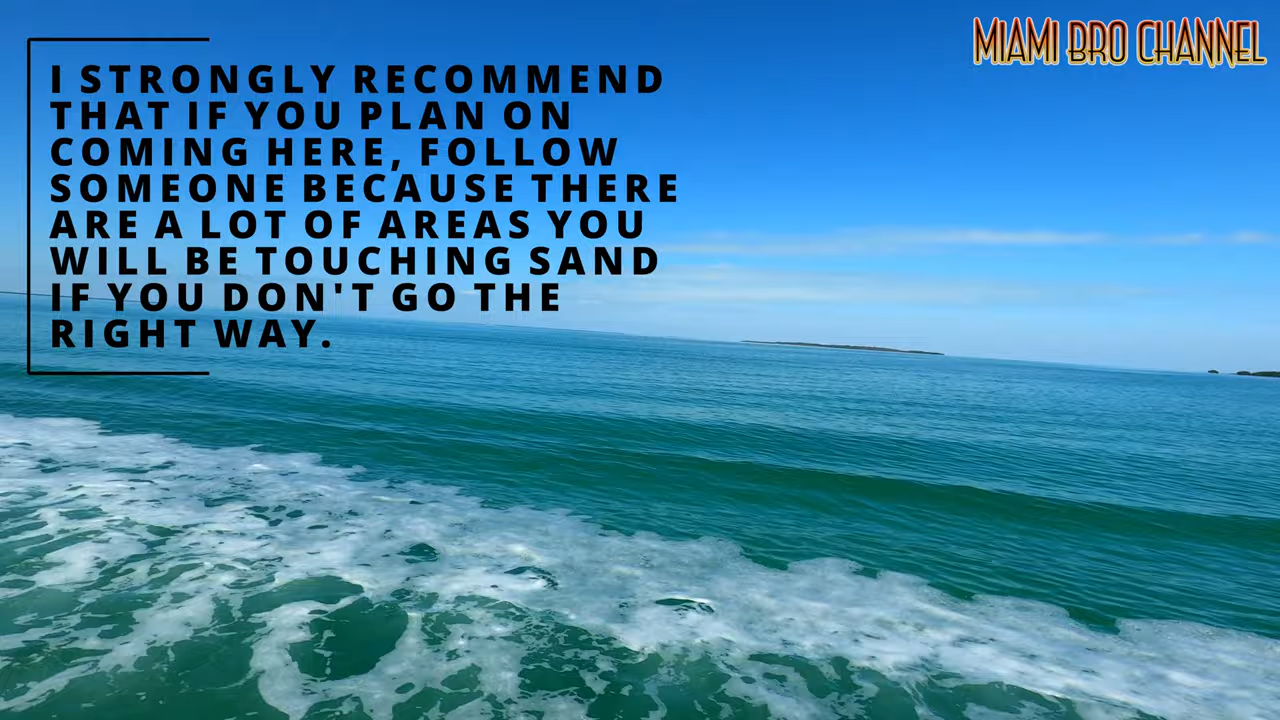 MIAMI BRO CHANNEL
I STRONGLY RECOMMEND
THAT IF YOU PLAN ON
COMING HERE, FOLLOW
SOMEONE BECAUSE THERE
ARE A LOT OF AREAS YOU
WILL BE TOUCHING SAND
IF YOU DON'T GO THE
RIGHT WAY.